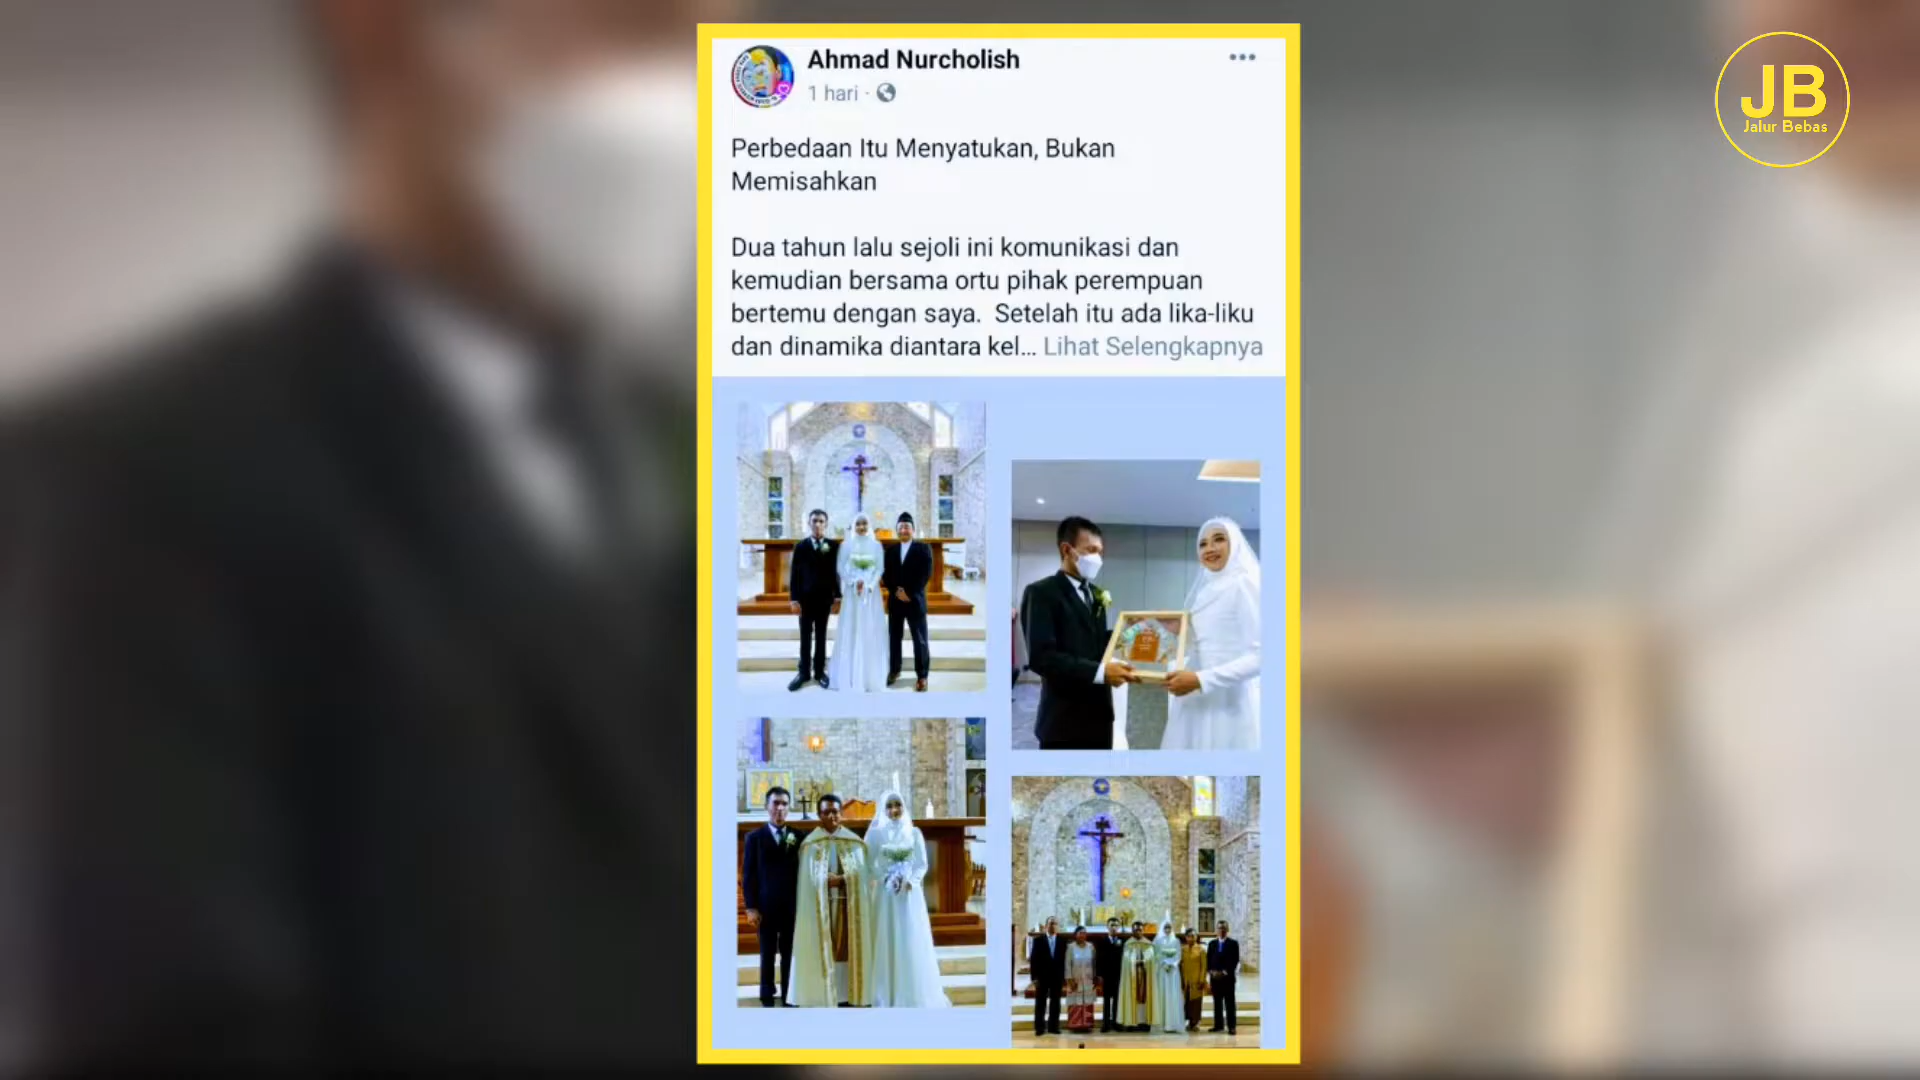 Ahmad Nurcholish
1 hari
Perbedaan Itu Menyatukan, Bukan
Memisahkan
Dua tahun lalu sejoli ini komunikasi dan
kemudian bersama ortu pihak perempuan
bertemu dengan saya. Setelah itu ada lika-liku
dan dinamika diantara kel... Lihat Selengkapnya
JB
Jalur Bebas